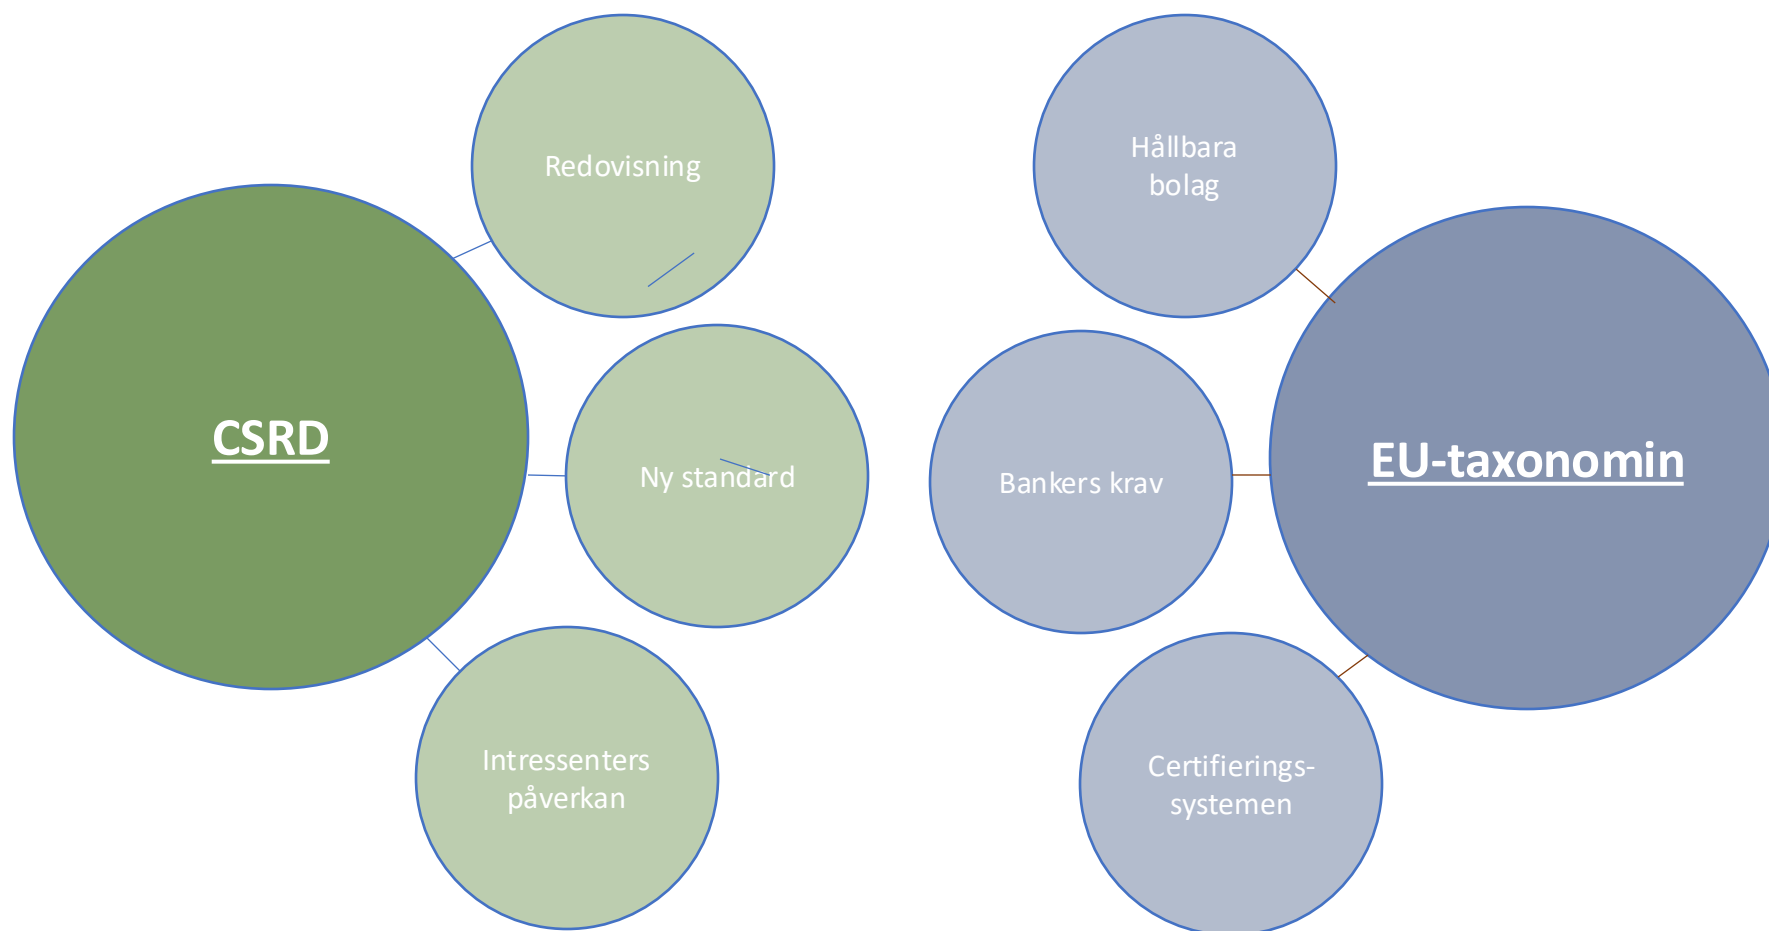 Redovisning
CSRD
Ny standard
Intressenters
påverkan
Hållbara
bolag
EU-taxonomin
Bankers krav
Certifierings-
systemen